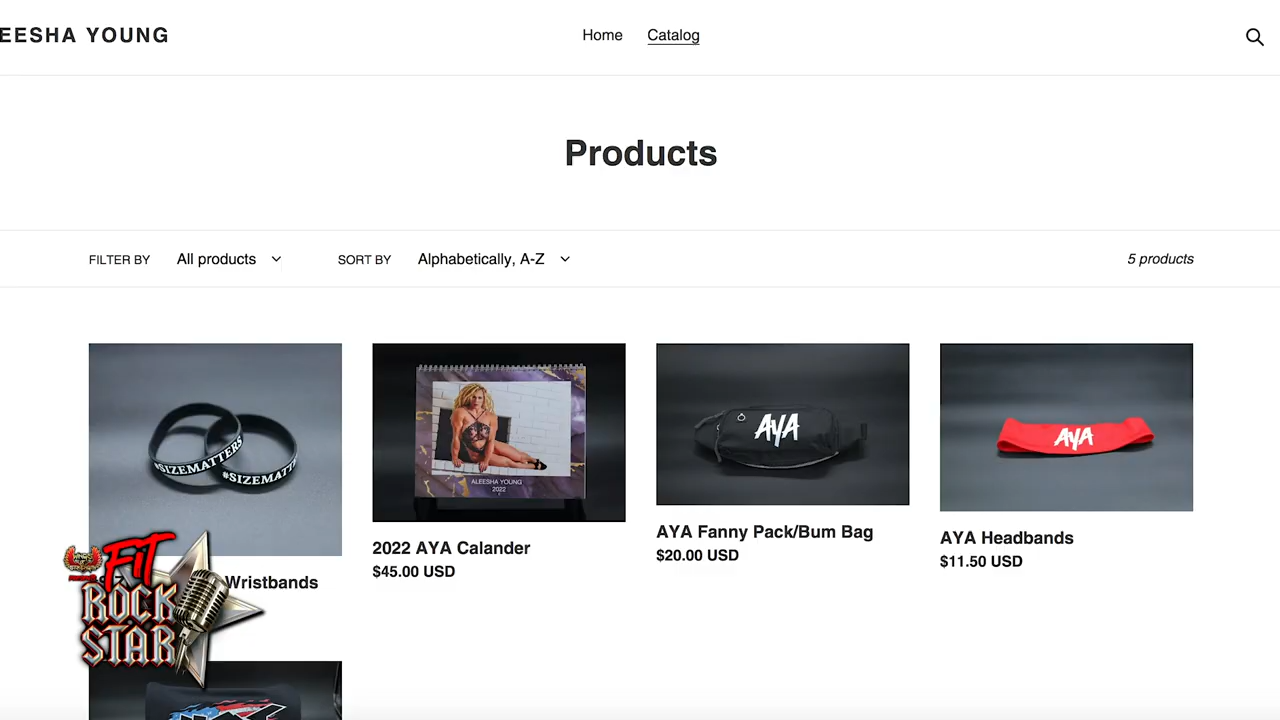 EESHA YOUNG
Home
Catalog
Products
FILTER BY
All products
SORT BY
Alphabetically, A-Z
5 products
#SIZEMATTERS
#SIZEMATT
ALEESHA YOUNG
2022
AYA
AYA
Wristbands
2022 AYA Calander
$45.00 USD
AYA Fanny Pack/Bum Bag
$20.00 USD
AYA Headbands
$11.50 USD
FIT
ROCK
STAR